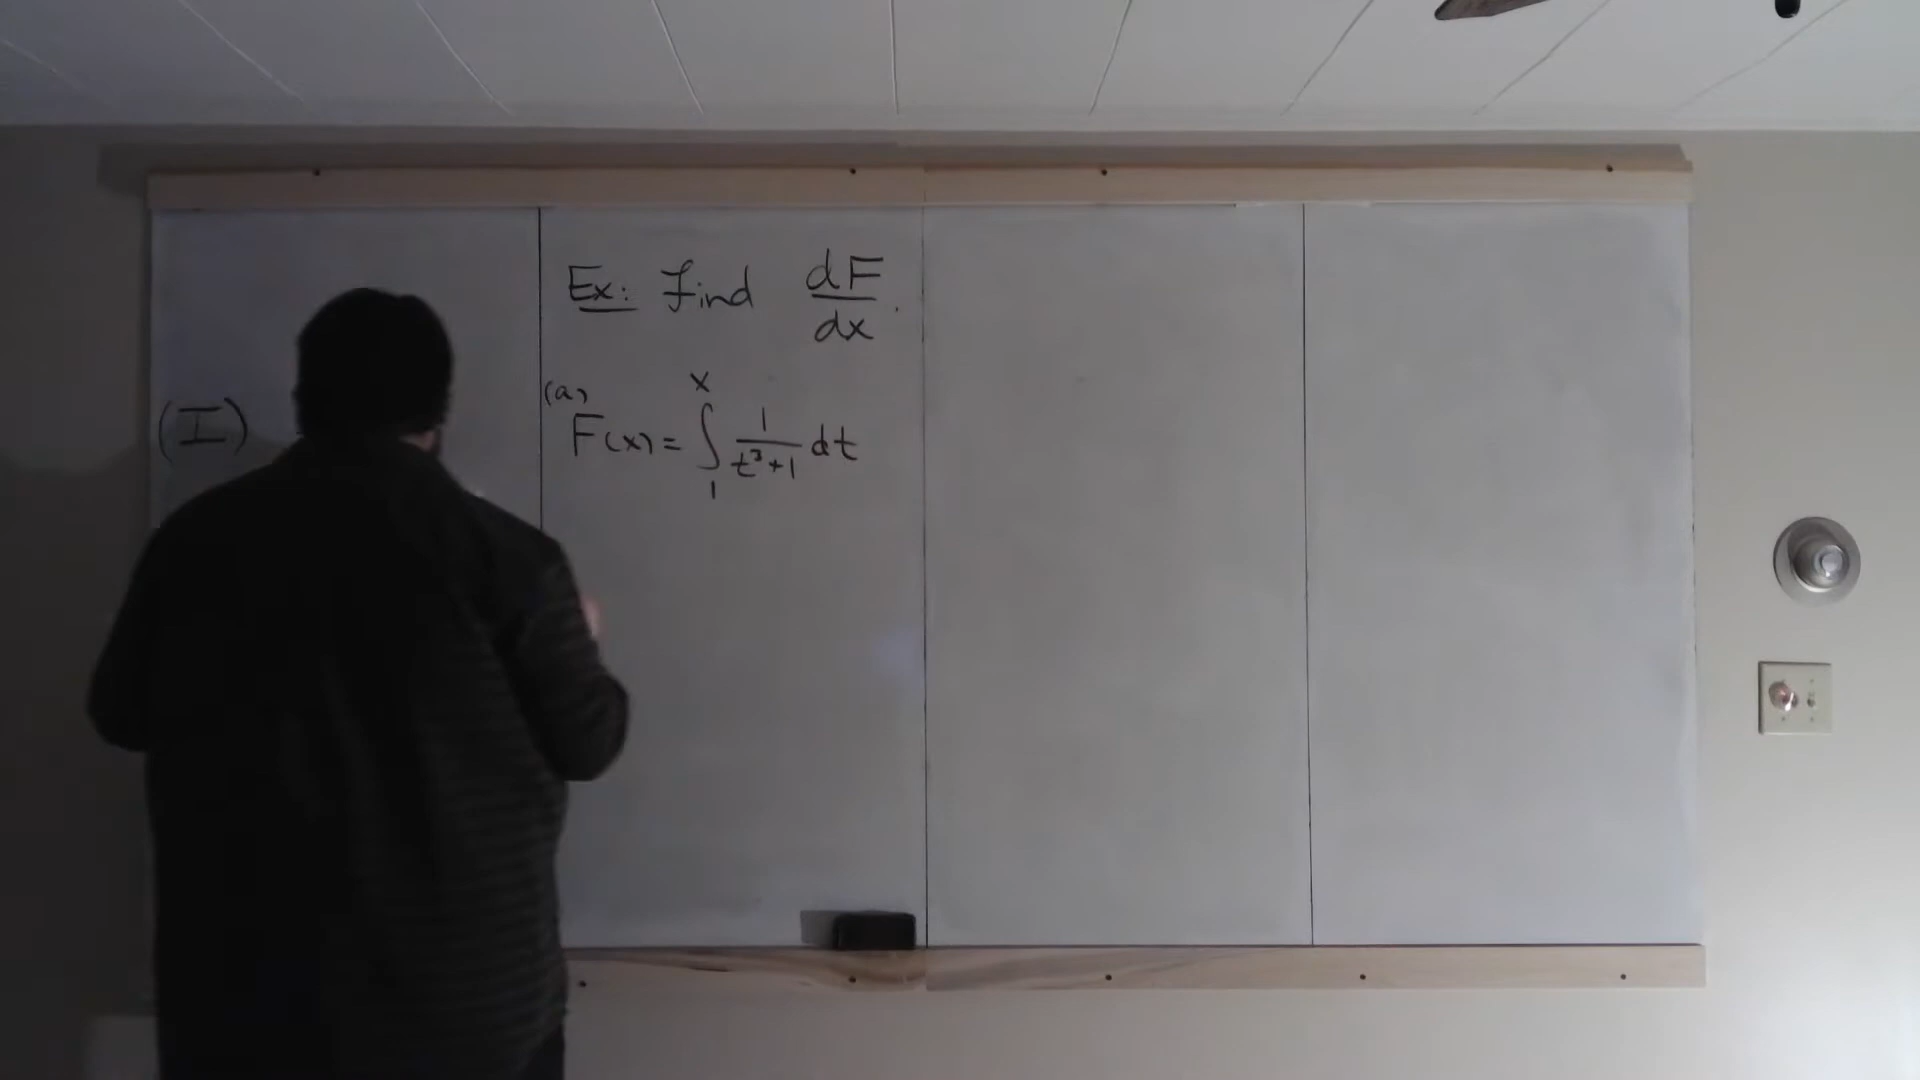 (I)
Ex: Find dF/dx.
(a)
F(x) = ∫₁ˣ 1/(t³+1) dt